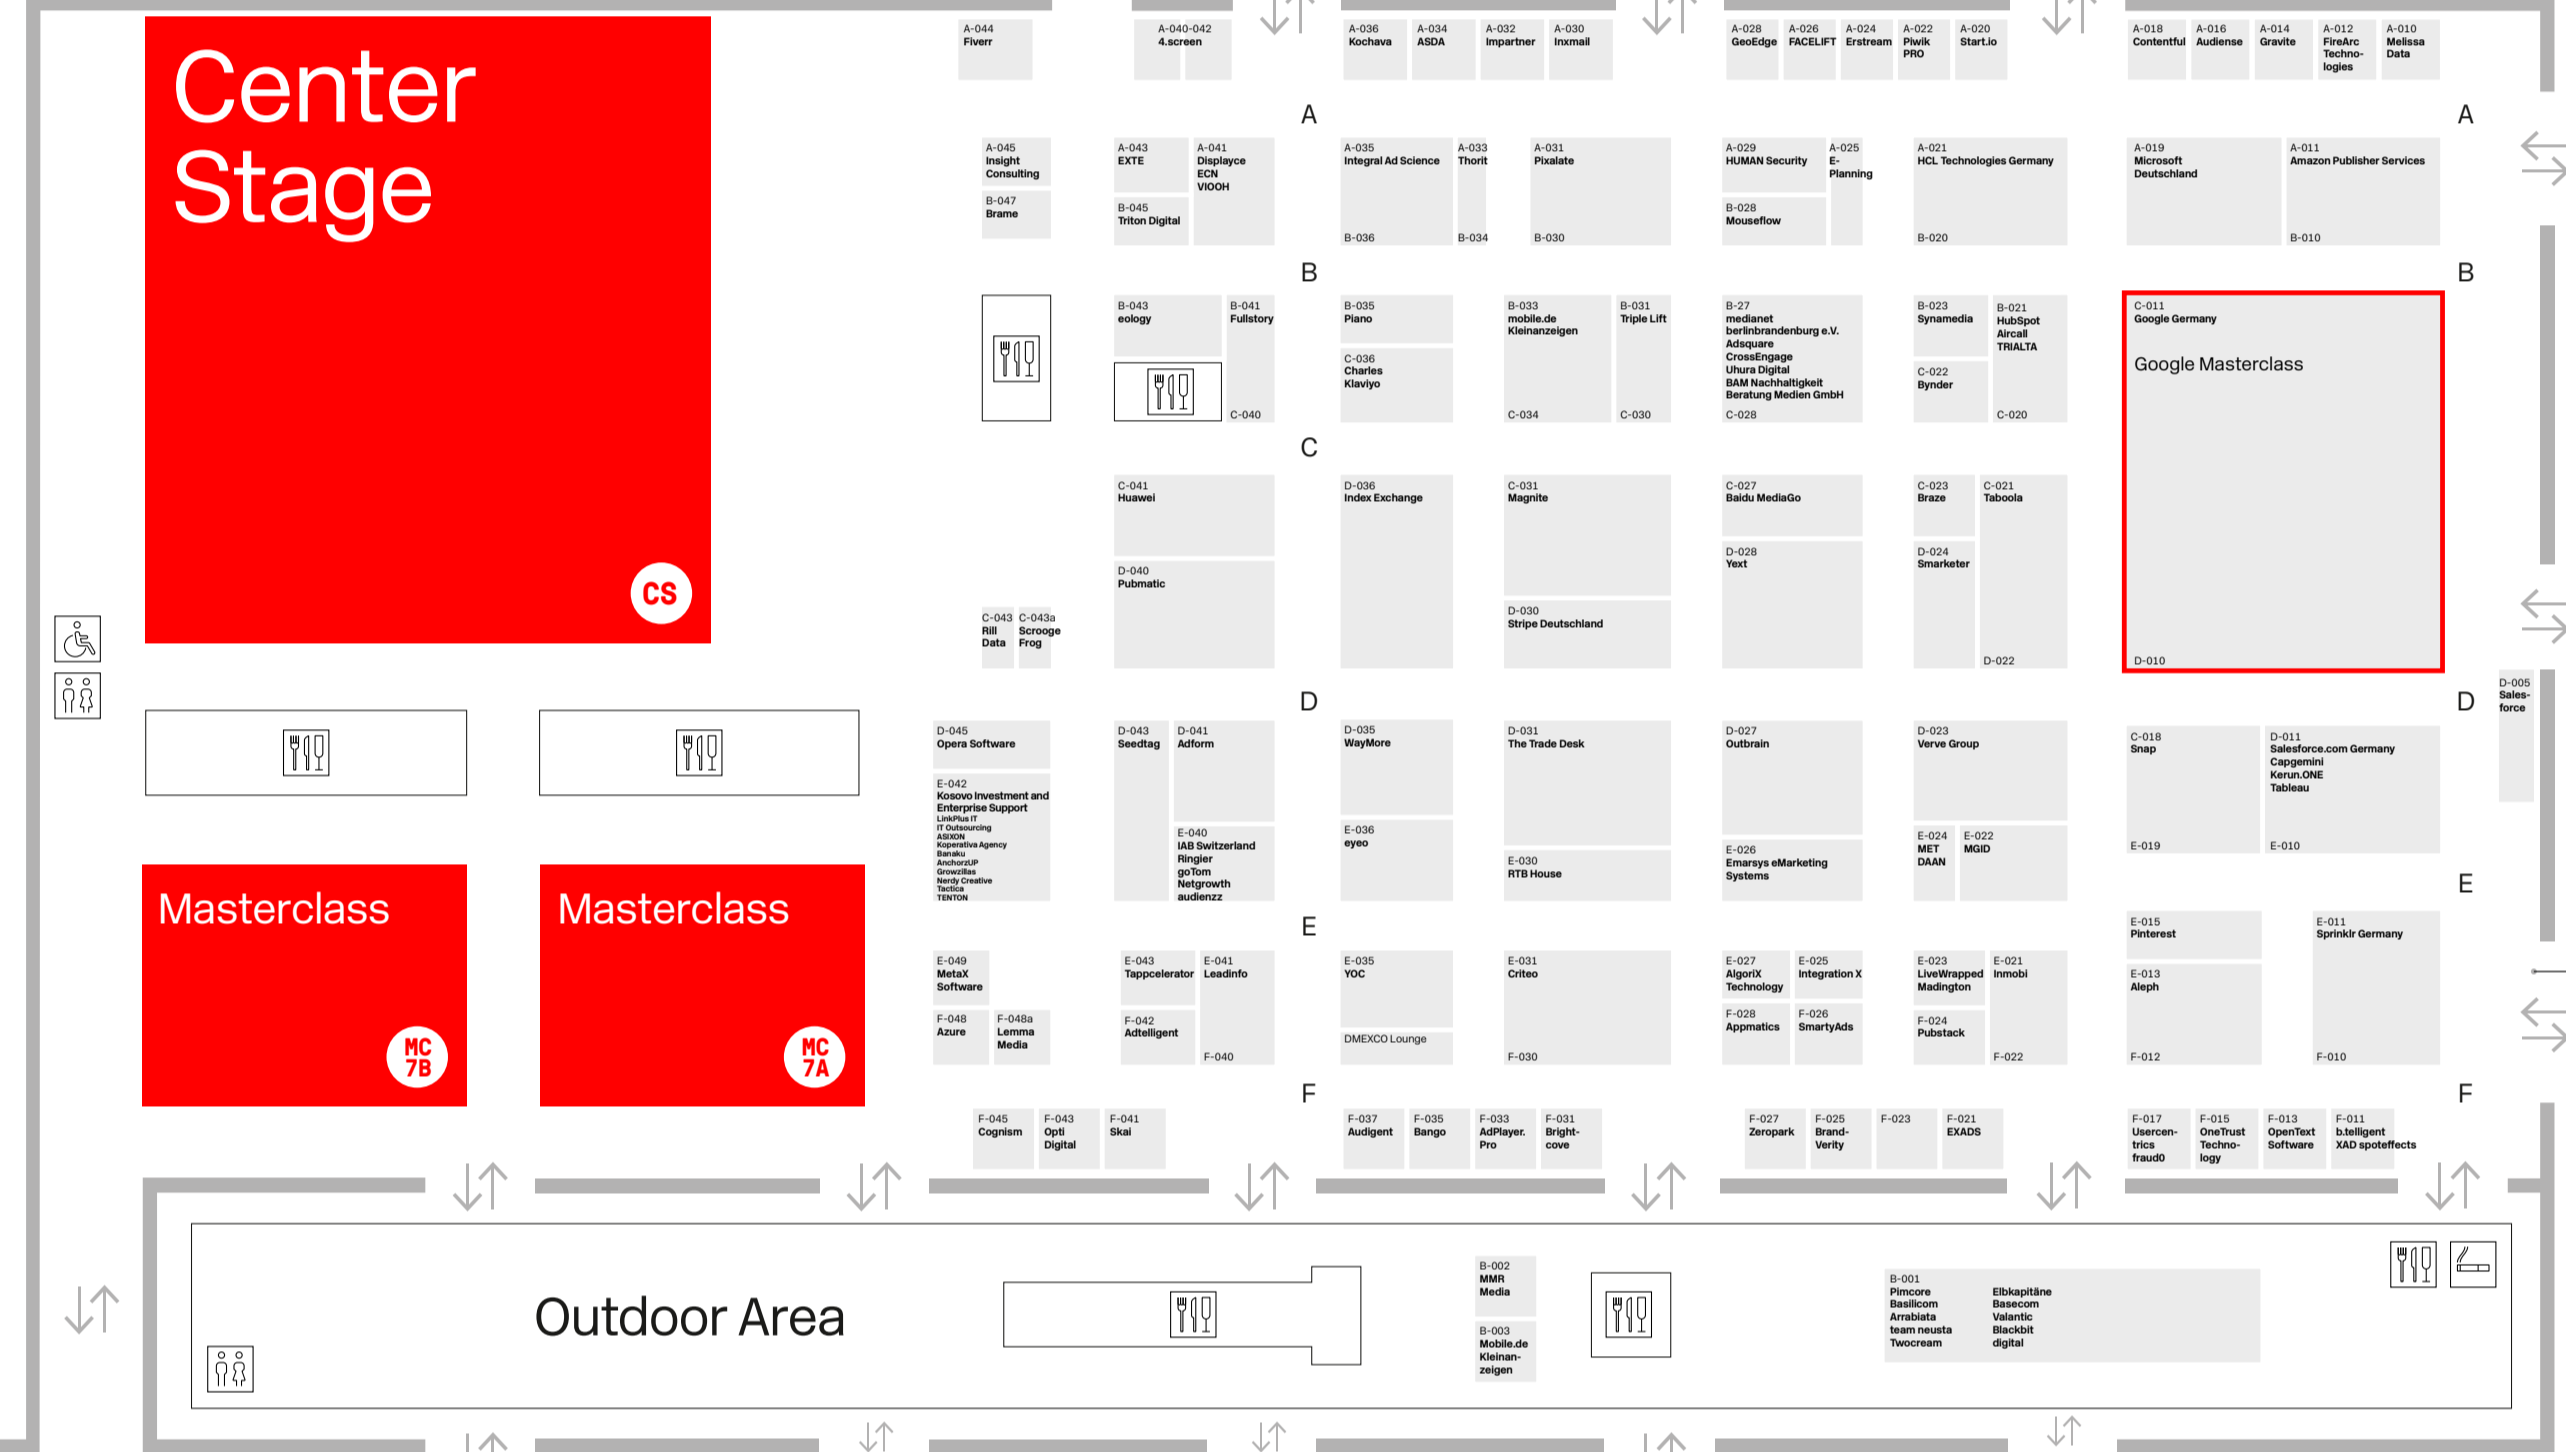 Center
Stage
CS
A-044
Fiverr
A-040-042
4.screen
A-036
Kochava
A-034
ASDA
A-032
Impartner
A-030
Inxmail
A-028
GeoEdge
A-026
FACELIFT
A-024
Erstream
A-022
Piwik
PRO
A-020
Start.io
A-018
Contentful
A-016
Audiense
A-014
Gravite
A-012
FireArc
Techno-
logies
A-010
Melissa
Data
A
A
A-045
Insight
Consulting
B-047
Brame
A-043
EXTE
B-045
Triton Digital
A-041
Displayce
ECN
VIOOH
A-035
Integral Ad Science
B-036
A-033
Thorit
B-034
A-031
Pixalate
B-030
A-029
HUMAN Security
B-028
Mouseflow
A-025
E-
Planning
A-021
HCL Technologies Germany
B-020
A-019
Microsoft
Deutschland
A-011
Amazon Publisher Services
B-010
B
B
B-043
eology
B-041
Fullstory
C-040
B-035
Piano
C-036
Charles
Klaviyo
B-033
mobile.de
Kleinanzeigen
C-034
B-031
Triple Lift
C-030
B-27
medianet
berlinbrandenburg e.V.
Adsquare
CrossEngage
Uhura Digital
BAM Nachhaltigkeit
Beratung Medien GmbH
C-028
B-023
Synamedia
C-022
Bynder
B-021
HubSpot
Aircall
TRIALTA
C-020
C-011
Google Germany
Google Masterclass
D-010
C
C-043
Rill
Data
C-043a
Scrooge
Frog
C-041
Huawei
D-040
Pubmatic
D-036
Index Exchange
C-031
Magnite
D-030
Stripe Deutschland
C-027
Baidu MediaGo
D-028
Yext
C-023
Braze
D-024
Smarketer
C-021
Taboola
D-022
D
D
D-005
Sales-
force
D-045
Opera Software
E-042
Kosovo Investment and
Enterprise Support
LinkPlus IT
IT Outsourcing
ASIXON
Koperativa Agency
Banaku
AnchorzUP
Growzillas
Nerdy Creative
Tactica
TENTON
D-043
Seedtag
D-041
Adform
E-040
IAB Switzerland
Ringier
goTom
Netgrowth
audienzz
D-035
WayMore
E-036
eyeo
D-031
The Trade Desk
E-030
RTB House
D-027
Outbrain
E-026
Emarsys eMarketing
Systems
D-023
Verve Group
E-024
MET
DAAN
E-022
MGID
C-018
Snap
E-019
D-011
Salesforce.com Germany
Capgemini
Kerun.ONE
Tableau
E-010
E
E
Masterclass
MC
7B
Masterclass
MC
7A
E-049
MetaX
Software
F-048
Azure
F-048a
Lemma
Media
E-043
Tappcelerator
F-042
Adtelligent
E-041
Leadinfo
F-040
E-035
YOC
DMEXCO Lounge
E-031
Criteo
F-030
E-027
AlgoriX
Technology
E-025
Integration X
F-028
Appmatics
F-026
SmartyAds
E-023
LiveWrapped
Madington
F-024
Pubstack
E-021
Inmobi
F-022
E-015
Pinterest
E-013
Aleph
F-012
E-011
Sprinklr Germany
F-010
F
F
F-045
Cognism
F-043
Opti
Digital
F-041
Skai
F-037
Audigent
F-035
Bango
F-033
AdPlayer.
Pro
F-031
Bright-
cove
F-027
Zeropark
F-025
Brand-
Verity
F-023
F-021
EXADS
F-017
Usercen-
trics
fraud0
F-015
OneTrust
Techno-
logy
F-013
OpenText
Software
F-011
b.telligent
XAD spoteffects
Outdoor Area
B-002
MMR
Media
B-003
Mobile.de
Kleinan-
zeigen
B-001
Pimcore
Basilicom
Arrabiata
team neusta
Twocream
Elbkapitäne
Basecom
Valantic
Blackbit
digital